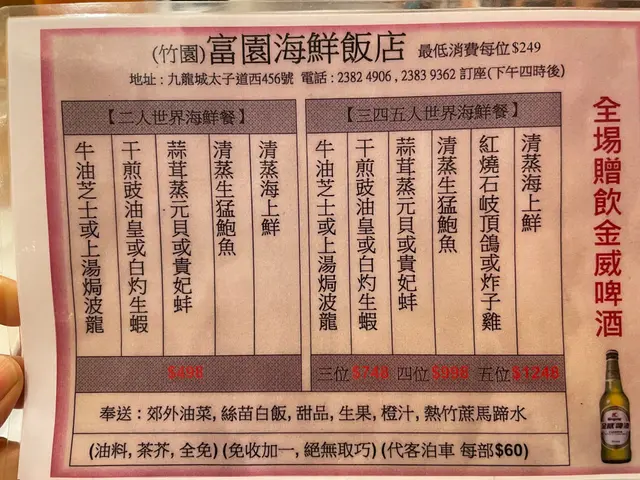 (竹園)富園海鮮飯店 最低消費每位$249
地址：九龍城太子道西456號 電話：2382 4906，2383 9362 訂座(下午四時後)
【二人世界海鮮餐】
清蒸海上鮮
清蒸生猛鮑魚
蒜茸蒸元貝或貴妃蚌
干煎豉油皇或白灼生蝦
牛油芝士或上湯焗波龍
$498
【三四五人世界海鮮餐】
清蒸海上鮮
紅燒石岐頂鴿或炸子雞
清蒸生猛鮑魚
蒜茸蒸元貝或貴妃蚌
干煎豉油皇或白灼生蝦
牛油芝士或上湯焗波龍
三位$748 四位$998 五位$1248
全場贈飲金威啤酒
奉送：郊外油菜，絲苗白飯，甜品，生果，橙汁，熱竹蔗馬蹄水
(油料，茶芥，全免)(免收加一，絕無取巧)(代客泊車 每部$60)